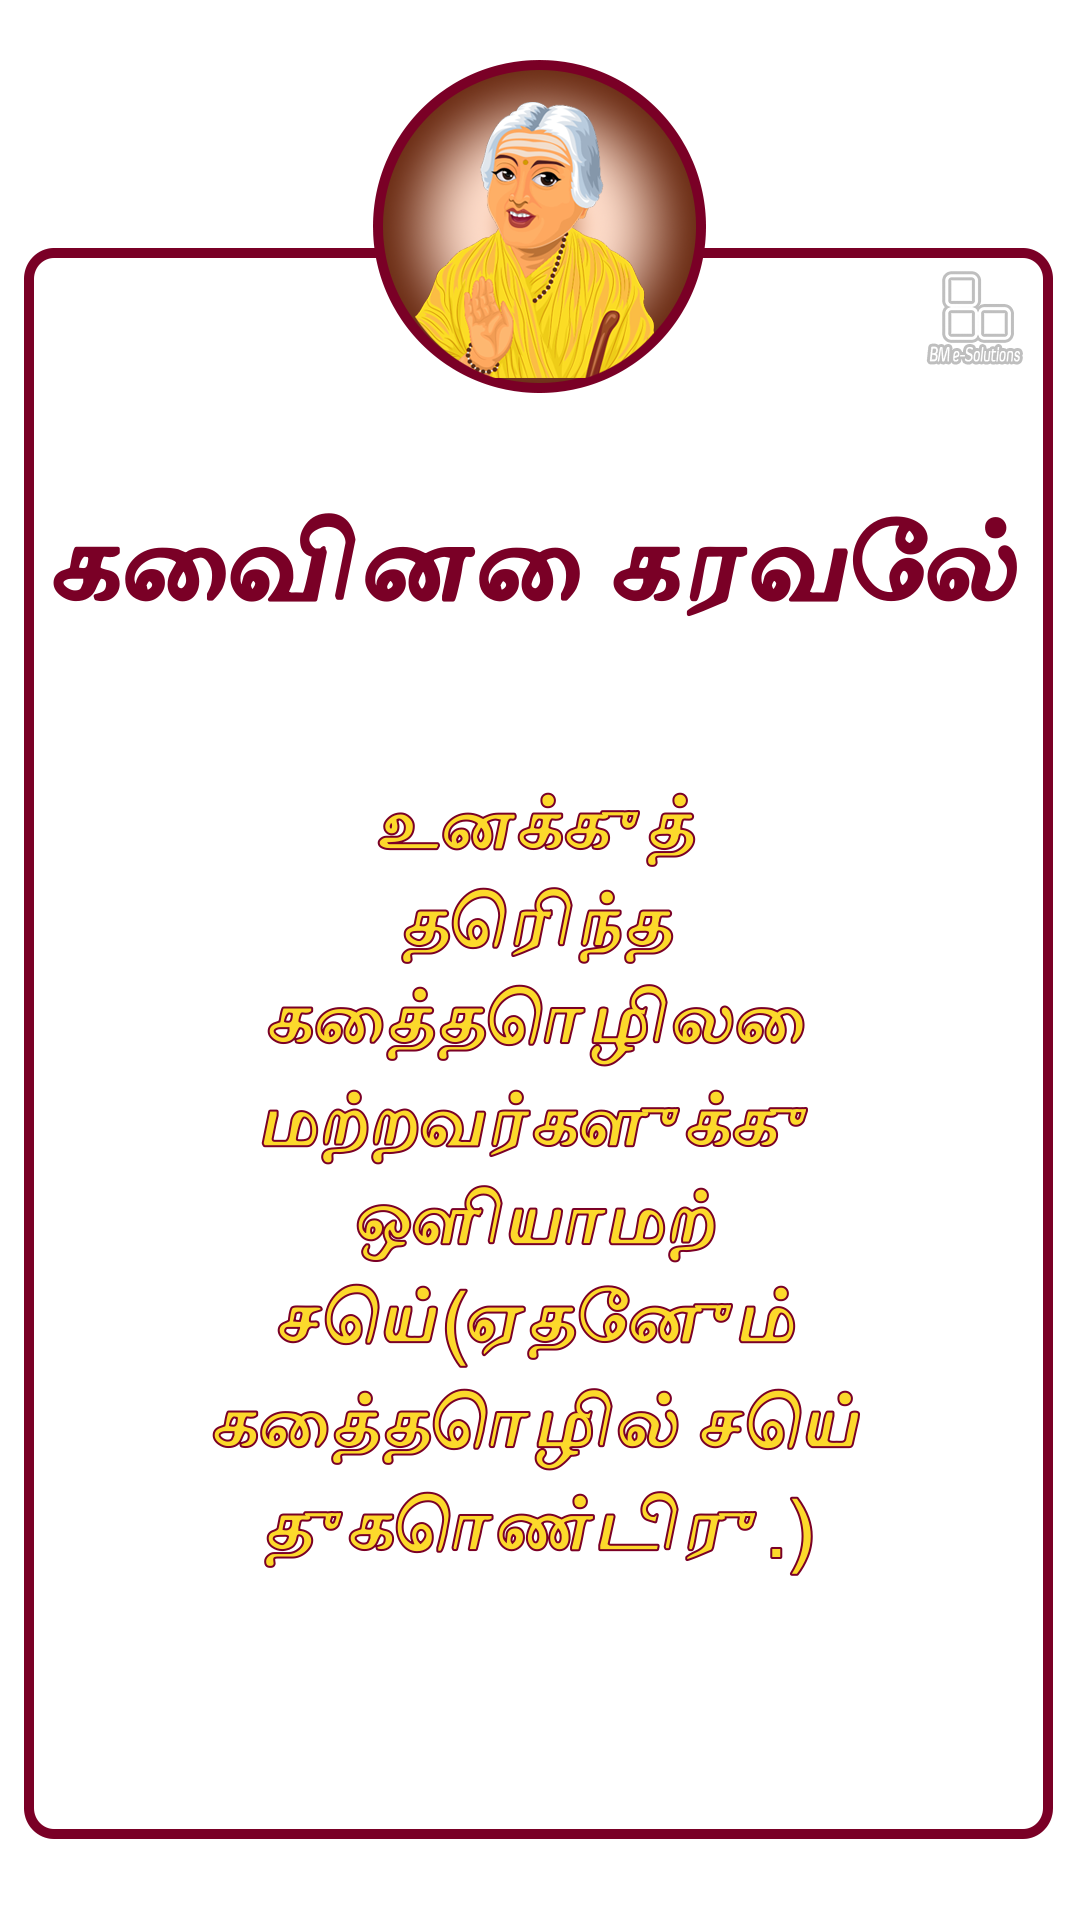 BM e-Solutions
கைவினை கரவேல்
உனக்குத்
தெரிந்த
கைத்தொழிலை
மற்றவர்களுக்கு
ஒளியாமற்
செய்(ஏதேனும்
கைத்தொழில் செய்
துகொண்டிரு.)